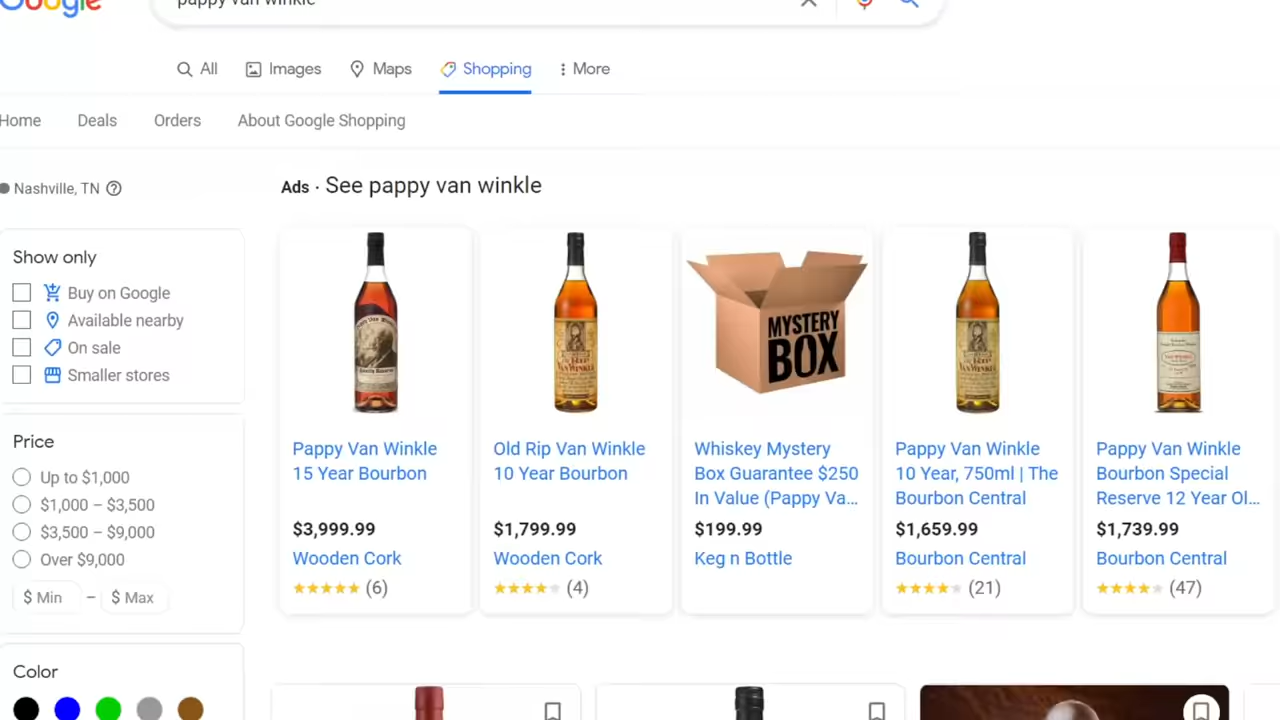 Google
pappy van winkle
All
Images
Maps
Shopping
More
Home
Deals
Orders
About Google Shopping
Nashville, TN
Ads · See pappy van winkle
Show only
Buy on Google
Available nearby
On sale
Smaller stores
Price
Up to $1,000
$1,000 – $3,500
$3,500 – $9,000
Over $9,000
$ Min – $ Max
Color
MYSTERY
BOX
Pappy Van Winkle
15 Year Bourbon
$3,999.99
Wooden Cork
(6)
Old Rip Van Winkle
10 Year Bourbon
$1,799.99
Wooden Cork
(4)
Whiskey Mystery
Box Guarantee $250
In Value (Pappy Va...
$199.99
Keg n Bottle
Pappy Van Winkle
10 Year, 750ml | The
Bourbon Central
$1,659.99
Bourbon Central
(21)
Pappy Van Winkle
Bourbon Special
Reserve 12 Year Ol...
$1,739.99
Bourbon Central
(47)